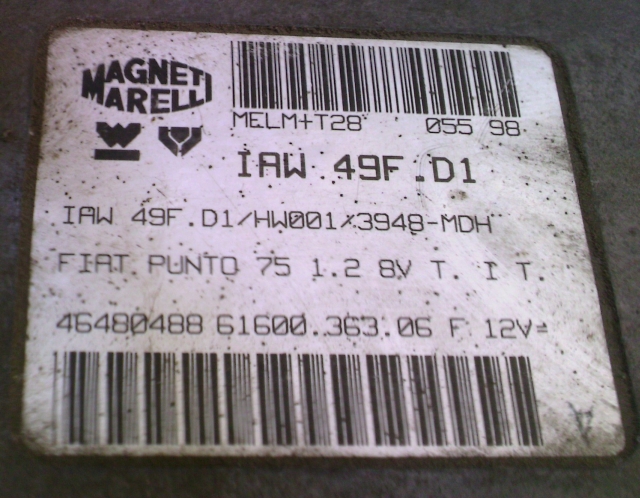 MAGNETI
MARELLI
MELM+T28 055 98
IAW 49F.D1
IAW 49F.D1/HW001/3948-MDH
FIAT PUNTO 75 1.2 8V T. I T.
46480488 61600.363.06 F 12V=
A